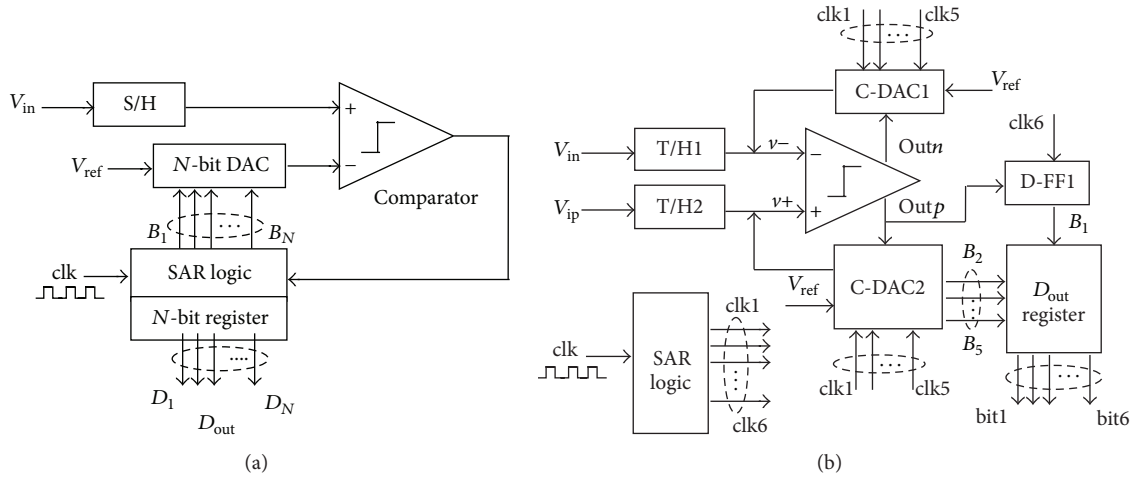 V_in
S/H
+
V_ref
N-bit DAC
−
Comparator
B_1
...
B_N
clk
SAR logic
N-bit register
....
D_1
D_out
D_N
(a)
clk1
clk5
...
C-DAC1
V_ref
clk6
V_in
T/H1
v−
−
Outn
D-FF1
V_ip
T/H2
v+
+
Outp
B_1
V_ref
C-DAC2
B_2
...
B_5
D_out
register
clk
SAR
logic
clk1
...
clk6
...
clk1
clk5
...
bit1
bit6
(b)